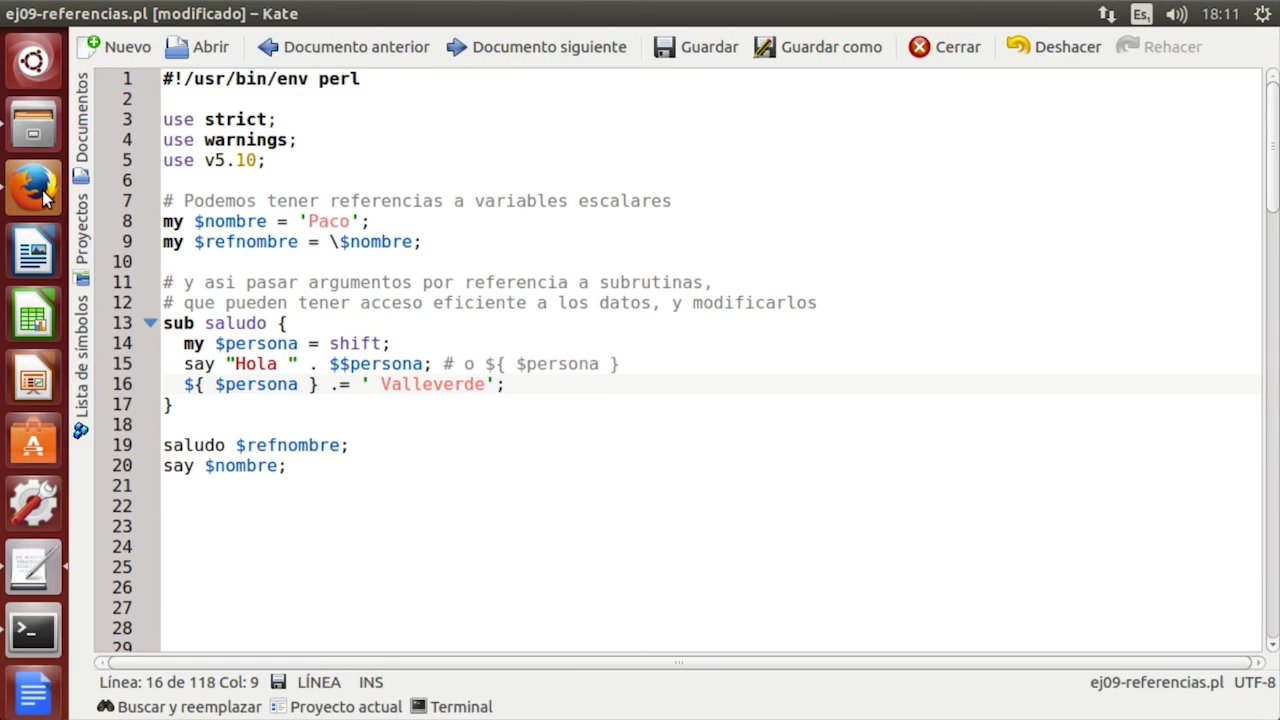 ej09-referencias.pl [modificado] – Kate
Es, 18:11
Nuevo Abrir Documento anterior Documento siguiente Guardar Guardar como Cerrar Deshacer Rehacer
Documentos
Proyectos
Lista de símbolos
1 #!/usr/bin/env perl
2
3 use strict;
4 use warnings;
5 use v5.10;
6
7 # Podemos tener referencias a variables escalares
8 my $nombre = 'Paco';
9 my $refnombre = \$nombre;
10
11 # y asi pasar argumentos por referencia a subrutinas,
12 # que pueden tener acceso eficiente a los datos, y modificarlos
13 sub saludo {
14 my $persona = shift;
15 say "Hola " . $$persona; # o ${ $persona }
16 ${ $persona } .= ' Valleverde';
17 }
18
19 saludo $refnombre;
20 say $nombre;
21
22
23
24
25
26
27
28
29
Línea: 16 de 118 Col: 9 LÍNEA INS ej09-referencias.pl UTF-8
Buscar y reemplazar Proyecto actual Terminal